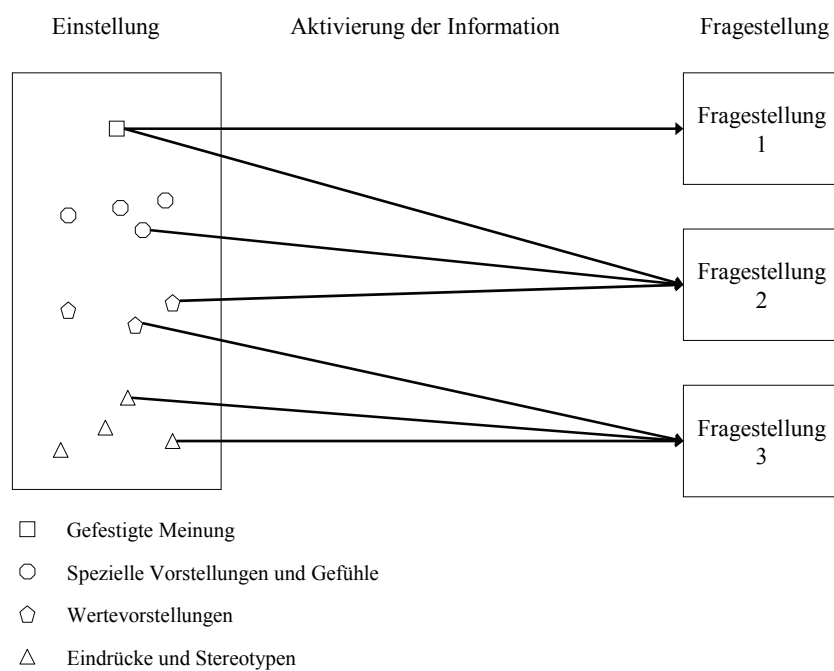 Einstellung
Aktivierung der Information
Fragestellung
Fragestellung
1
Fragestellung
2
Fragestellung
3
Gefestigte Meinung
Spezielle Vorstellungen und Gefühle
Wertevorstellungen
Eindrücke und Stereotypen